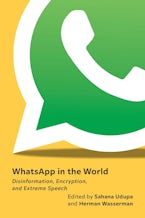 WhatsApp in the World
Disinformation, Encryption,
and Extreme Speech
Edited by Sahana Udupa
and Herman Wasserman